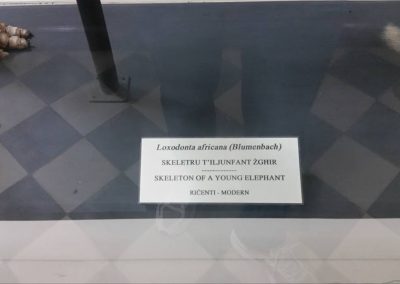 Loxodonta africana (Blumenbach)
SKELETRU T'ILJUNFANT ŻGHIR
------------
SKELETON OF A YOUNG ELEPHANT
RIĊENTI - MODERN